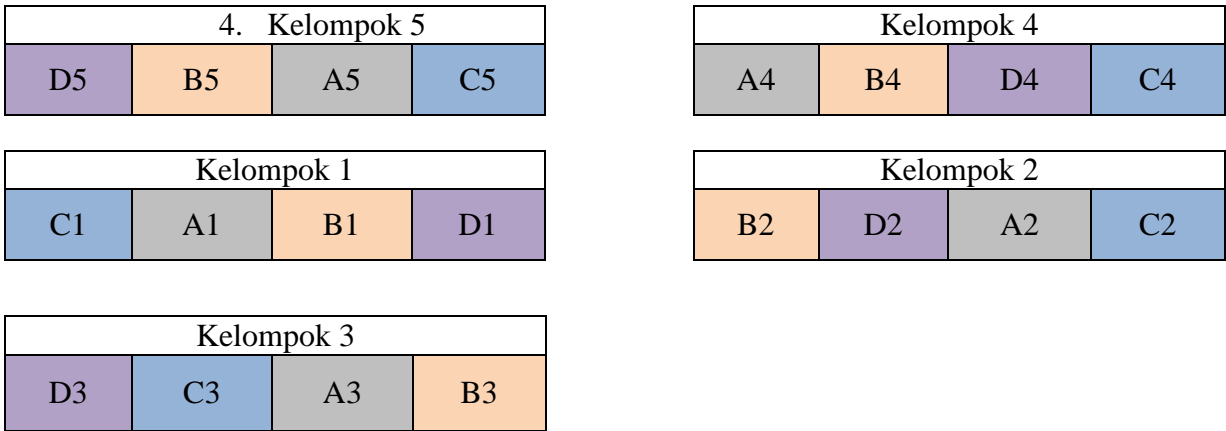 4. Kelompok 5
D5 B5 A5 C5
Kelompok 4
A4 B4 D4 C4
Kelompok 1
C1 A1 B1 D1
Kelompok 2
B2 D2 A2 C2
Kelompok 3
D3 C3 A3 B3